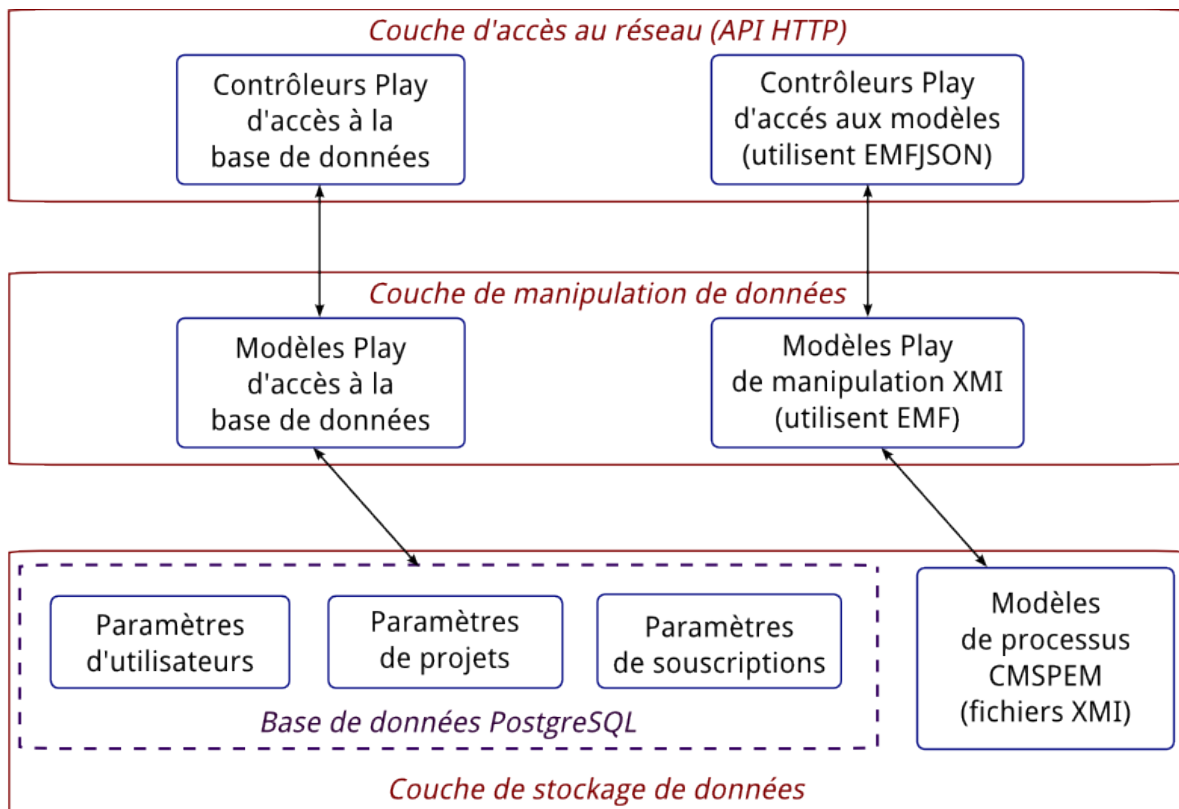 Couche d'accès au réseau (API HTTP)
Contrôleurs Play
d'accès à la
base de données
Contrôleurs Play
d'accés aux modèles
(utilisent EMFJSON)
Couche de manipulation de données
Modèles Play
d'accès à la
base de données
Modèles Play
de manipulation XMI
(utilisent EMF)
Paramètres
d'utilisateurs
Paramètres
de projets
Paramètres
de souscriptions
Base de données PostgreSQL
Modèles
de processus
CMSPEM
(fichiers XMI)
Couche de stockage de données